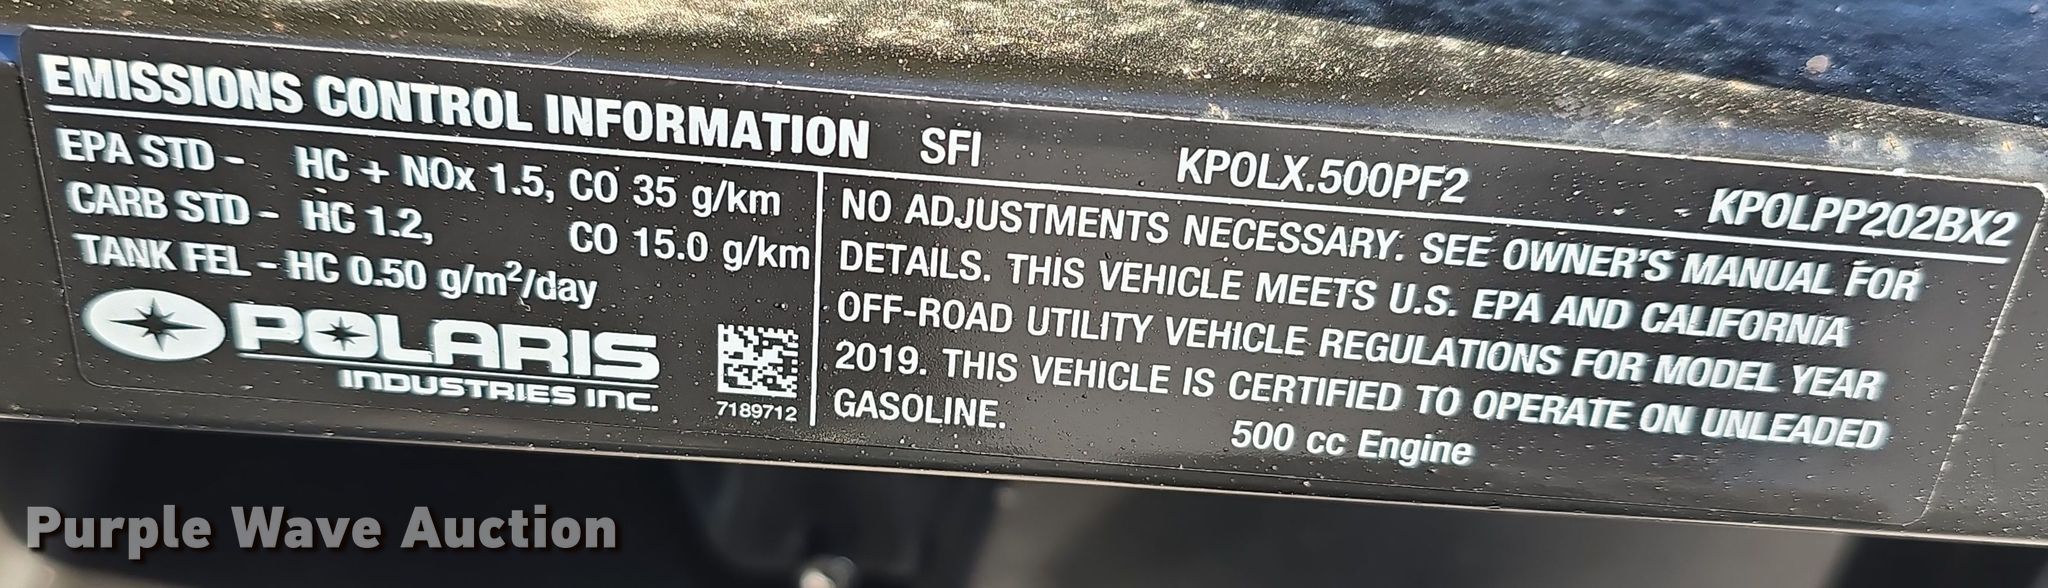 EMISSIONS CONTROL INFORMATION SFI KPOLX.500PF2 KPOLPP202BX2
EPA STD - HC + NOx 1.5, CO 35 g/km
CARB STD - HC 1.2, CO 15.0 g/km
TANK FEL - HC 0.50 g/m²/day
POLARIS
INDUSTRIES INC.
7189712
NO ADJUSTMENTS NECESSARY. SEE OWNER'S MANUAL FOR
DETAILS. THIS VEHICLE MEETS U.S. EPA AND CALIFORNIA
OFF-ROAD UTILITY VEHICLE REGULATIONS FOR MODEL YEAR
2019. THIS VEHICLE IS CERTIFIED TO OPERATE ON UNLEADED
GASOLINE.
500 cc Engine
Purple Wave Auction